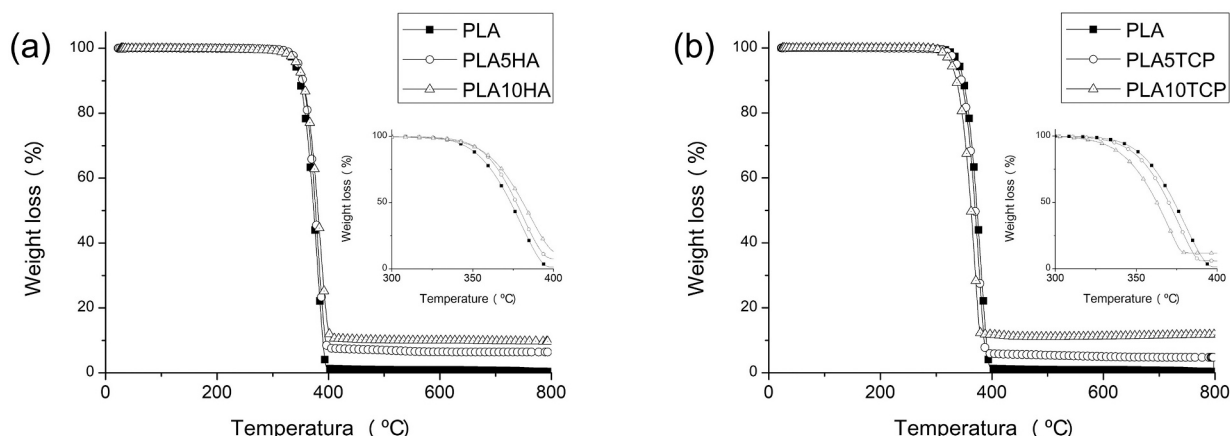 (a)
PLA
PLA5HA
PLA10HA
Weight loss (%)
100
80
60
40
20
0
0 200 400 600 800
Temperatura (ºC)
Weight loss (%)
100
50
0
300 350 400
Temperature (ºC)
(b)
PLA
PLA5TCP
PLA10TCP
Weight loss (%)
100
80
60
40
20
0
0 200 400 600 800
Temperatura (ºC)
Weight loss (%)
100
50
0
300 350 400
Temperature (ºC)